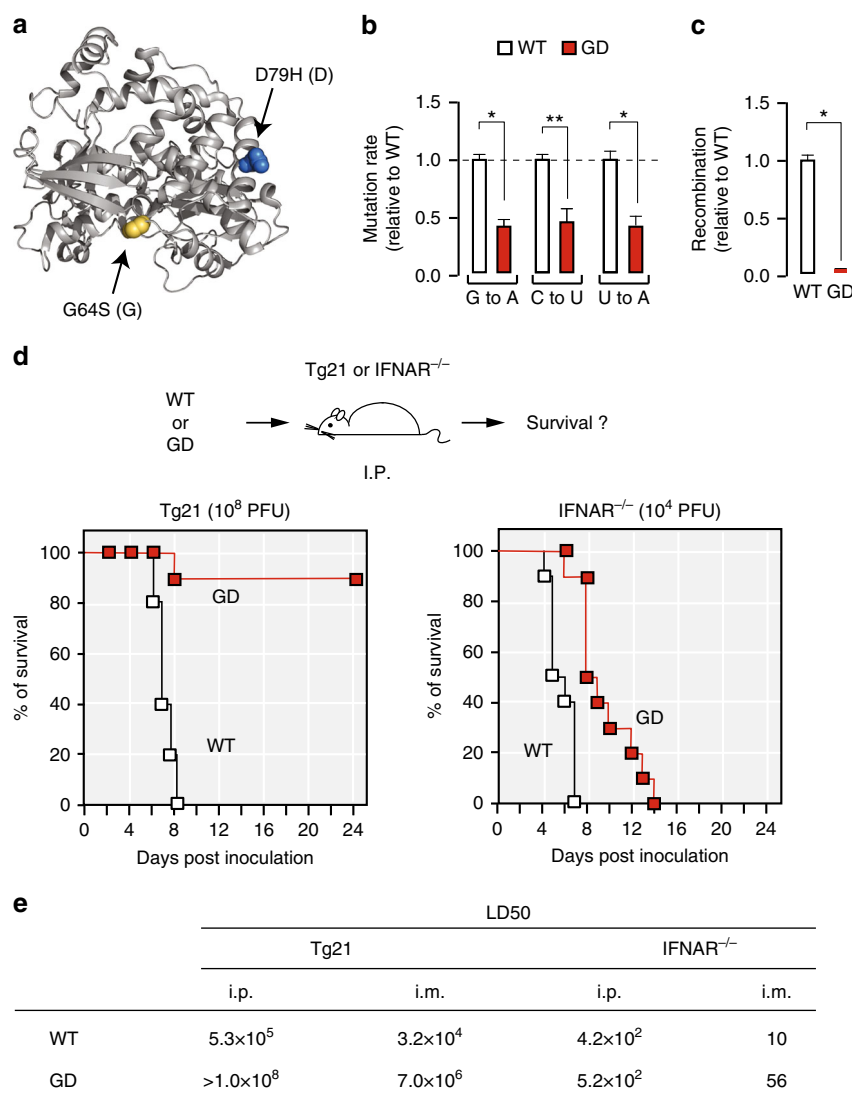 a
D79H (D)
G64S (G)
b
WT GD
Mutation rate
(relative to WT)
1.5
1.0
0.5
0.0
*
**
*
G to A
C to U
U to A
c
Recombination
(relative to WT)
1.5
1.0
0.5
0.0
*
WT GD
d
WT
or
GD
Tg21 or IFNAR–/–
I.P.
Survival ?
Tg21 (10⁸ PFU)
% of survival
100
80
60
40
20
0
GD
WT
0 4 8 12 16 20 24
Days post inoculation
IFNAR–/– (10⁴ PFU)
% of survival
100
80
60
40
20
0
WT
GD
0 4 8 12 16 20 24
Days post inoculation
e
LD50
Tg21 IFNAR–/–
i.p. i.m. i.p. i.m.
WT 5.3×10⁵ 3.2×10⁴ 4.2×10² 10
GD >1.0×10⁸ 7.0×10⁶ 5.2×10² 56